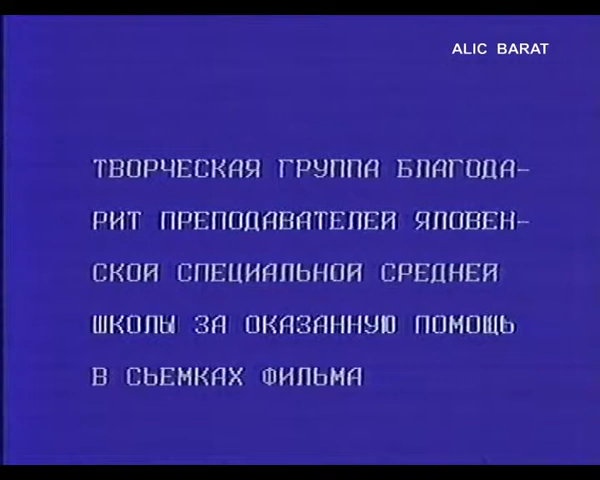 ALIC BARAT
ТВОРЧЕСКАЯ ГРУППА БЛАГОДА-
РИТ ПРЕПОДАВАТЕЛЕЙ ЯЛОВЕН-
СКОЙ СПЕЦИАЛЬНОЙ СРЕДНЕЙ
ШКОЛЫ ЗА ОКАЗАННУЮ ПОМОЩЬ
В СЬЕМКАХ ФИЛЬМА